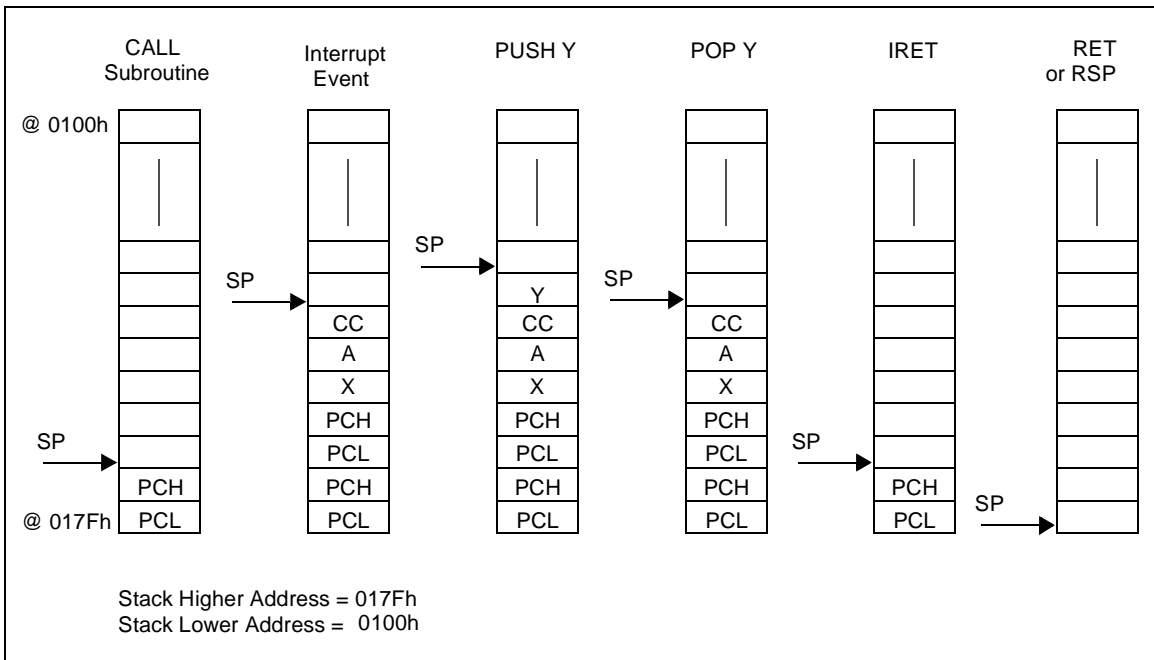 CALL
Subroutine
Interrupt
Event
PUSH Y
POP Y
IRET
RET
or RSP
@ 0100h
SP
SP
Y
SP
CC
CC
CC
A
A
A
X
X
X
PCH
PCH
PCH
SP
SP
PCL
PCL
PCL
PCH
PCH
PCH
PCH
PCH
@ 017Fh
PCL
PCL
PCL
PCL
PCL
SP
Stack Higher Address = 017Fh
Stack Lower Address = 0100h